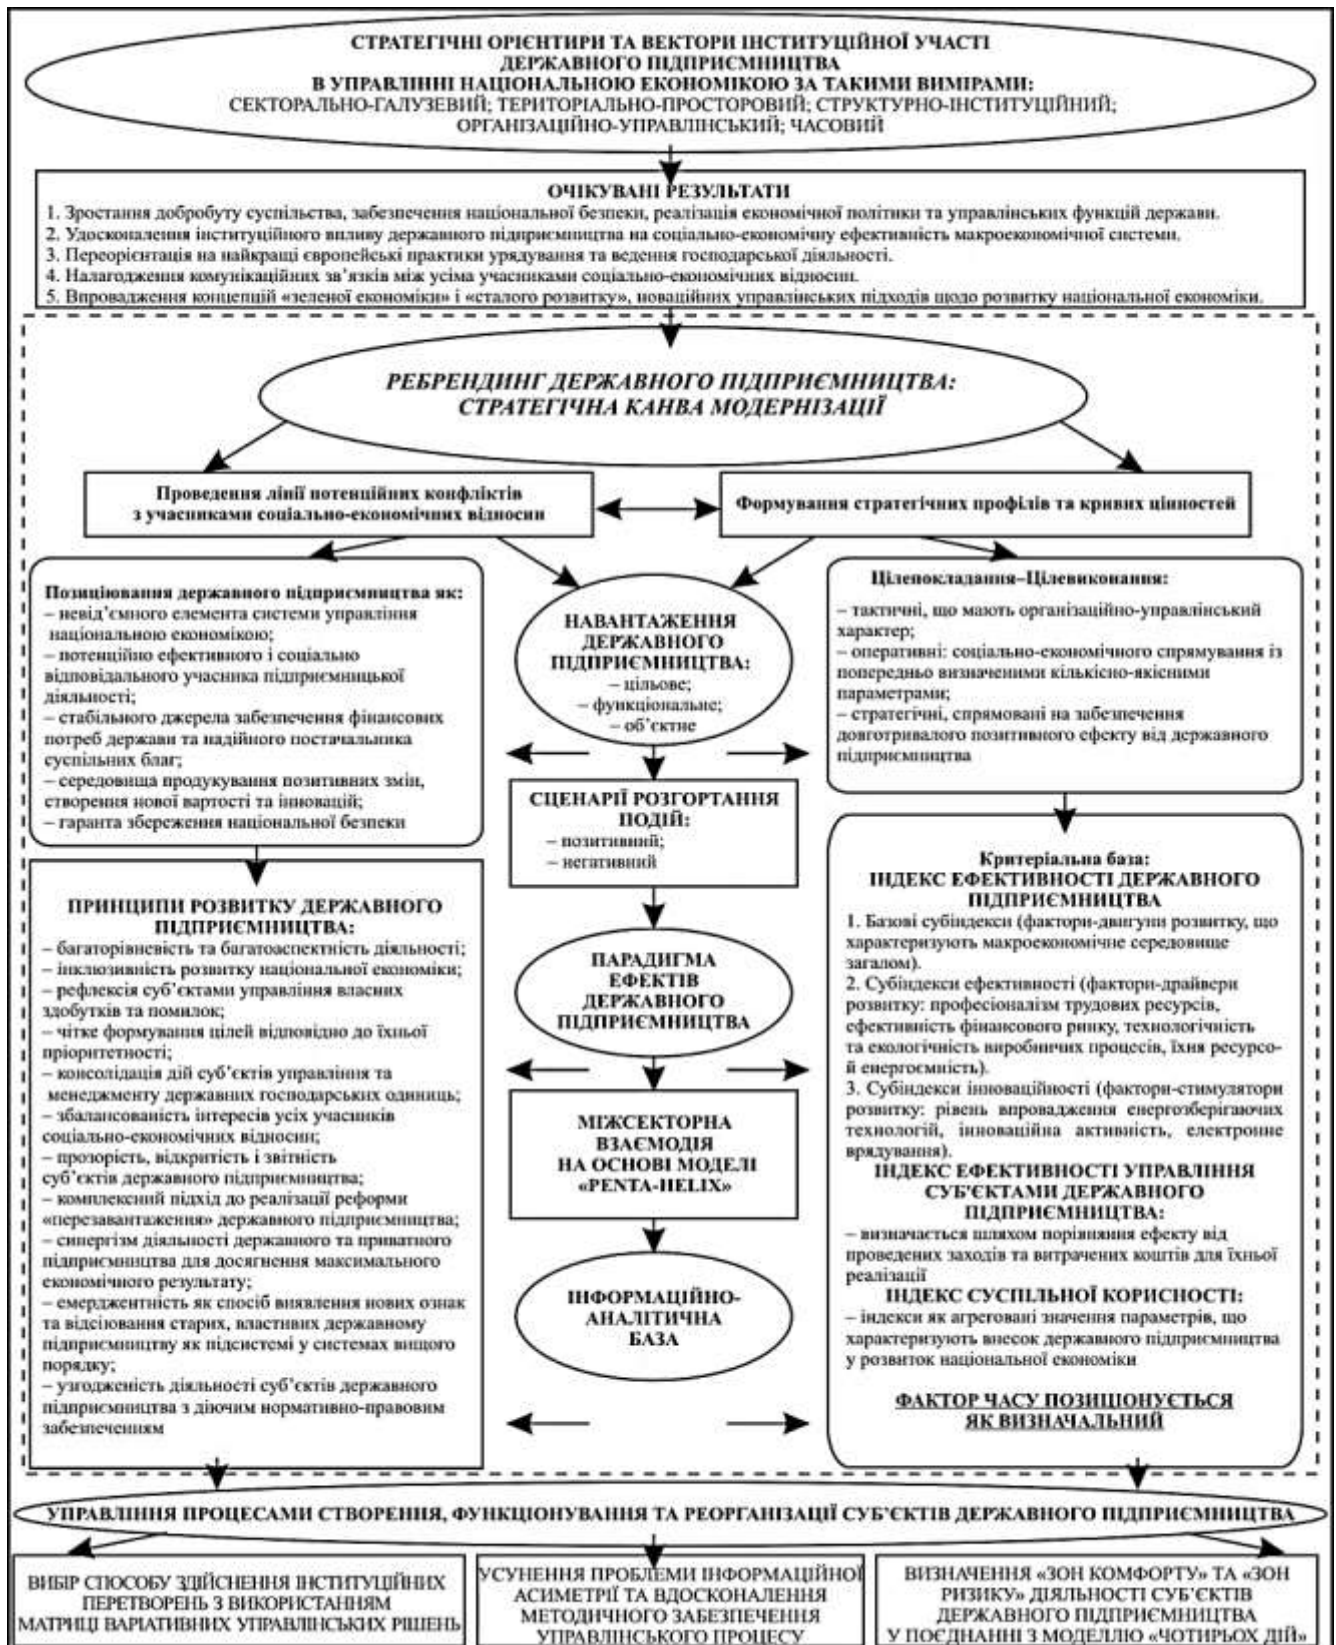 СТРАТЕГІЧНІ ОРІЄНТИРИ ТА ВЕКТОРИ ІНСТИТУЦІЙНОЇ УЧАСТІ
ДЕРЖАВНОГО ПІДПРИЄМНИЦТВА
В УПРАВЛІННІ НАЦІОНАЛЬНОЮ ЕКОНОМІКОЮ ЗА ТАКИМИ ВИМІРАМИ:
СЕКТОРАЛЬНО-ГАЛУЗЕВИЙ; ТЕРИТОРІАЛЬНО-ПРОСТОРОВИЙ; СТРУКТУРНО-ІНСТИТУЦІЙНИЙ;
ОРГАНІЗАЦІЙНО-УПРАВЛІНСЬКИЙ; ЧАСОВИЙ
ОЧІКУВАНІ РЕЗУЛЬТАТИ
1. Зростання добробуту суспільства, забезпечення національної безпеки, реалізація економічної політики та управлінських функцій держави.
2. Удосконалення інституційного впливу державного підприємництва на соціально-економічну ефективність макроекономічної системи.
3. Переорієнтація на найкращі європейські практики урядування та ведення господарської діяльності.
4. Налагодження комунікаційних зв’язків між усіма учасниками соціально-економічних відносин.
5. Впровадження концепцій «зеленої економіки» і «сталого розвитку», новаційних управлінських підходів щодо розвитку національної економіки.
РЕБРЕНДИНГ ДЕРЖАВНОГО ПІДПРИЄМНИЦТВА:
СТРАТЕГІЧНА КАНВА МОДЕРНІЗАЦІЇ
Проведення лінії потенційних конфліктів
з учасниками соціально-економічних відносин
Формування стратегічних профілів та кривих цінностей
Позиціювання державного підприємництва як:
– невід’ємного елемента системи управління
національною економікою;
– потенційно ефективного і соціально
відповідального учасника підприємницької
діяльності;
– стабільного джерела забезпечення фінансових
потреб держави та надійного постачальника
суспільних благ;
– середовища продукування позитивних змін,
створення нової вартості та інновацій;
– гаранта збереження національної безпеки
ПРИНЦИПИ РОЗВИТКУ ДЕРЖАВНОГО
ПІДПРИЄМНИЦТВА:
– багаторівневість та багатоаспектність діяльності;
– інклюзивність розвитку національної економіки;
– рефлексія суб’єктами управління власних
здобутків та помилок;
– чітке формування цілей відповідно до їхньої
пріоритетності;
– консолідація дій суб’єктів управління та
менеджменту державних господарських одиниць;
– збалансованість інтересів усіх учасників
соціально-економічних відносин;
– прозорість, відкритість і звітність
суб’єктів державного підприємництва;
– комплексний підхід до реалізації реформи
«перезавантаження» державного підприємництва;
– синергізм діяльності державного та приватного
підприємництва для досягнення максимального
економічного результату;
– емерджентність як спосіб виявлення нових ознак
та відсіювання старих, властивих державному
підприємництву як підсистемі у системах вищого
порядку;
– узгодженість діяльності суб’єктів державного
підприємництва з діючим нормативно-правовим
забезпеченням
НАВАНТАЖЕННЯ
ДЕРЖАВНОГО
ПІДПРИЄМНИЦТВА:
– цільове;
– функціональне;
– об’єктне
СЦЕНАРІЇ РОЗГОРТАННЯ
ПОДІЙ:
– позитивний;
– негативний
ПАРАДИГМА
ЕФЕКТІВ
ДЕРЖАВНОГО
ПІДПРИЄМНИЦТВА
МІЖСЕКТОРНА
ВЗАЄМОДІЯ
НА ОСНОВІ МОДЕЛІ
«PENTA-HELIX»
ІНФОРМАЦІЙНО-
АНАЛІТИЧНА
БАЗА
Цілепокладання–Цілевиконання:
– тактичні, що мають організаційно-управлінський
характер;
– оперативні: соціально-економічного спрямування із
попередньо визначеними кількісно-якісними
параметрами;
– стратегічні, спрямовані на забезпечення
довготривалого позитивного ефекту від державного
підприємництва
Критеріальна база:
ІНДЕКС ЕФЕКТИВНОСТІ ДЕРЖАВНОГО
ПІДПРИЄМНИЦТВА
1. Базові субіндекси (фактори-двигуни розвитку, що
характеризують макроекономічне середовище
загалом).
2. Субіндекси ефективності (фактори-драйвери
розвитку: професіоналізм трудових ресурсів,
ефективність фінансового ринку, технологічність
та екологічність виробничих процесів, їхня ресурсо-
й енергоємність).
3. Субіндекси інноваційності (фактори-стимулятори
розвитку: рівень впровадження енергозберігаючих
технологій, інноваційна активність, електронне
врядування).
ІНДЕКС ЕФЕКТИВНОСТІ УПРАВЛІННЯ
СУБ'ЄКТАМИ ДЕРЖАВНОГО
ПІДПРИЄМНИЦТВА:
– визначається шляхом порівняння ефекту від
проведених заходів та витрачених коштів для їхньої
реалізації
ІНДЕКС СУСПІЛЬНОЇ КОРИСНОСТІ:
– індекси як агреговані значення параметрів, що
характеризують внесок державного підприємництва
у розвиток національної економіки
ФАКТОР ЧАСУ ПОЗИЦІОНУЄТЬСЯ
ЯК ВИЗНАЧАЛЬНИЙ
УПРАВЛІННЯ ПРОЦЕСАМИ СТВОРЕННЯ, ФУНКЦІОНУВАННЯ ТА РЕОРГАНІЗАЦІЇ СУБ'ЄКТІВ ДЕРЖАВНОГО ПІДПРИЄМНИЦТВА
ВИБІР СПОСОБУ ЗДІЙСНЕННЯ ІНСТИТУЦІЙНИХ
ПЕРЕТВОРЕНЬ З ВИКОРИСТАННЯМ
МАТРИЦІ ВАРІАТИВНИХ УПРАВЛІНСЬКИХ РІШЕНЬ
УСУНЕННЯ ПРОБЛЕМИ ІНФОРМАЦІЙНОЇ
АСИМЕТРІЇ ТА ВДОСКОНАЛЕННЯ
МЕТОДИЧНОГО ЗАБЕЗПЕЧЕННЯ
УПРАВЛІНСЬКОГО ПРОЦЕСУ
ВИЗНАЧЕННЯ «ЗОН КОМФОРТУ» ТА «ЗОН
РИЗИКУ» ДІЯЛЬНОСТІ СУБ'ЄКТІВ
ДЕРЖАВНОГО ПІДПРИЄМНИЦТВА
У ПОЄДНАННІ З МОДЕЛЛЮ «ЧОТИРЬОХ ДІЙ»